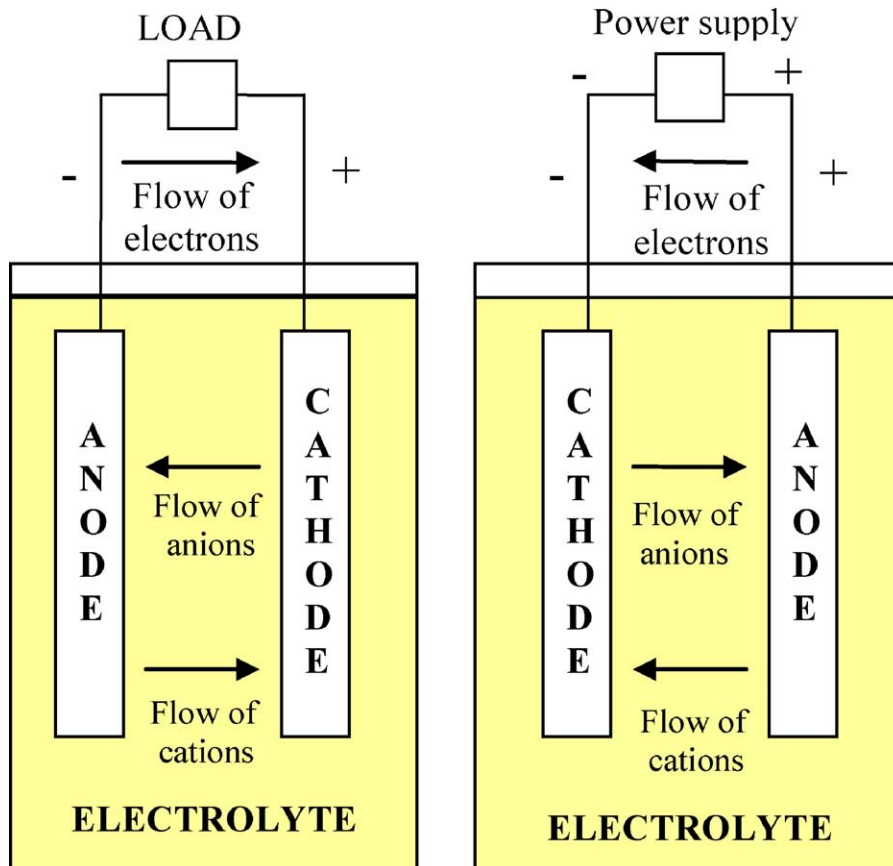 LOAD
-
+
Flow of
electrons
A
N
O
D
E
C
A
T
H
O
D
E
Flow of
anions
Flow of
cations
ELECTROLYTE
Power supply
-
+
-
+
Flow of
electrons
C
A
T
H
O
D
E
A
N
O
D
E
Flow of
anions
Flow of
cations
ELECTROLYTE